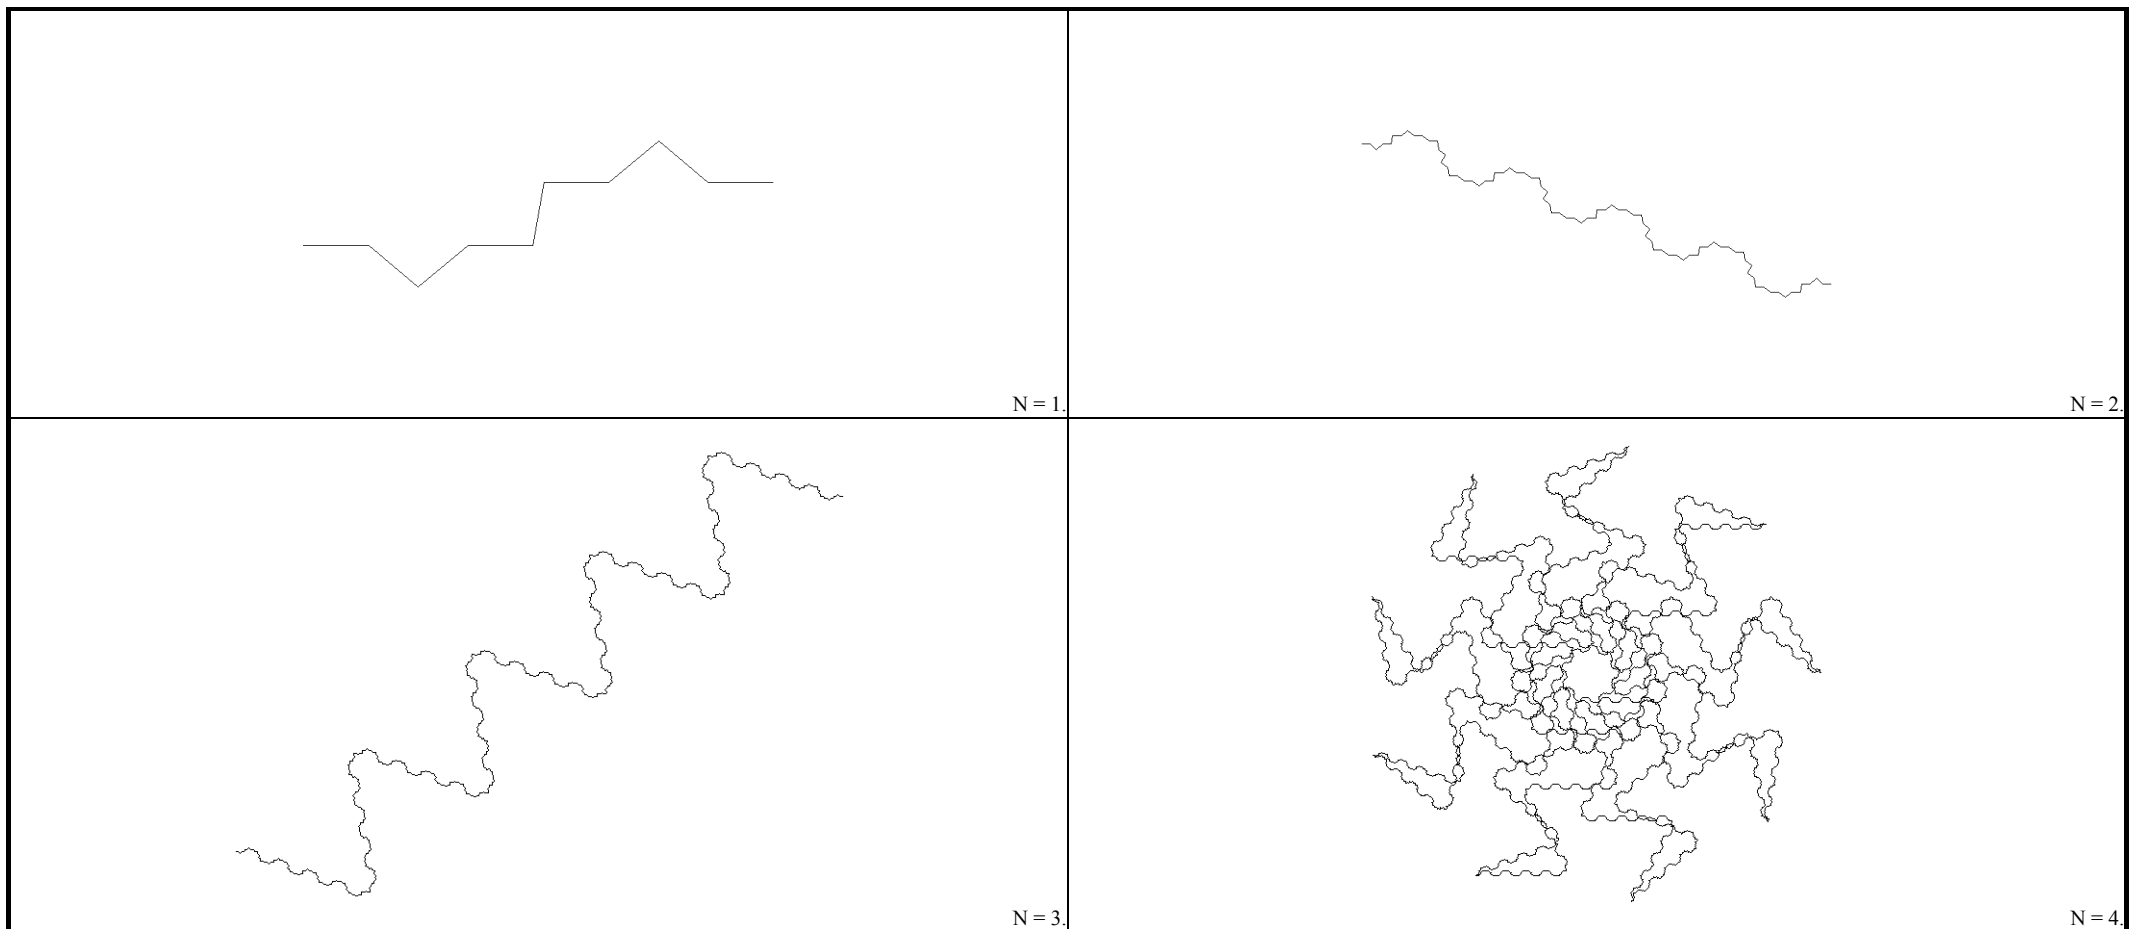 N = 1.
N = 2.
N = 3.
N = 4.